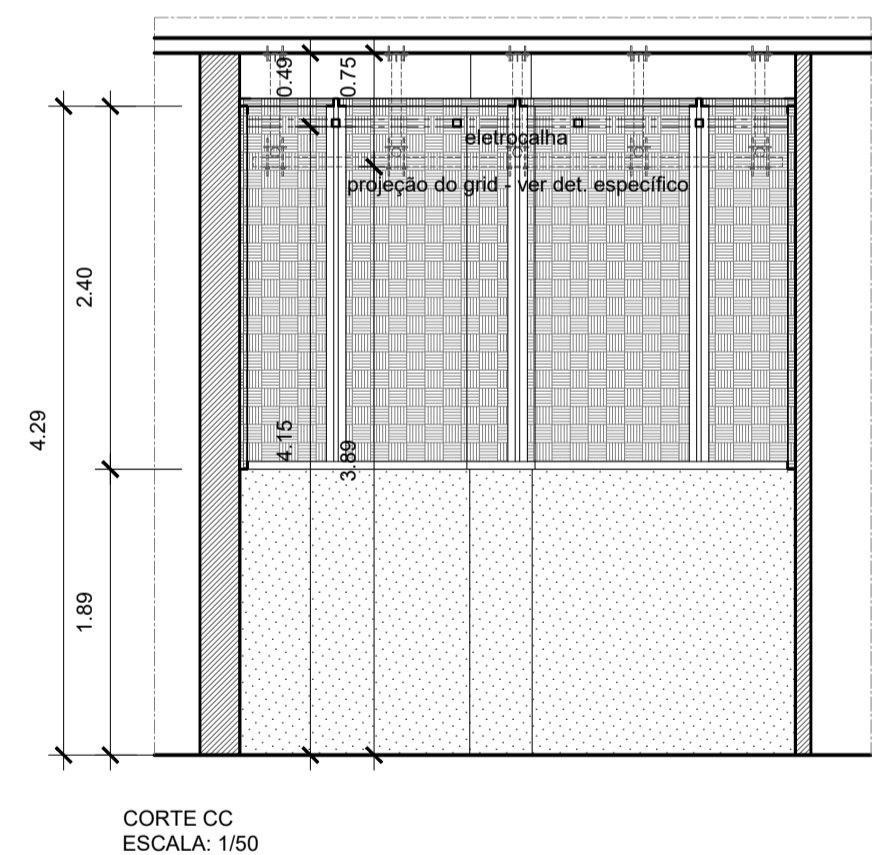 0.49
0.75
eletrocalha
projeção do grid - ver det. específico
2.40
4.29
4.15
3.89
1.89
CORTE CC
ESCALA: 1/50